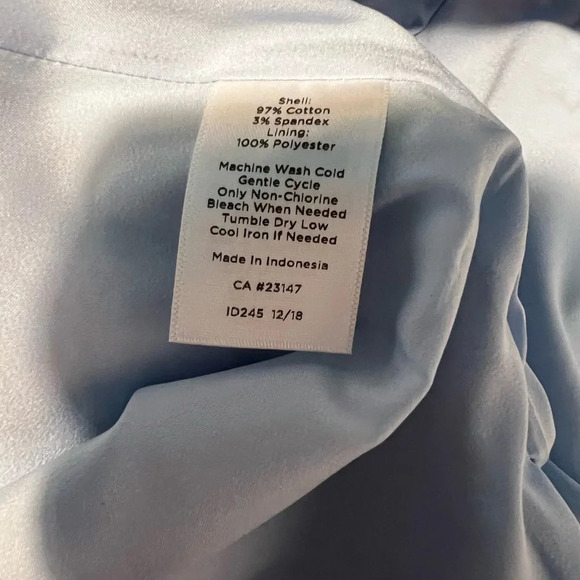 Shell:
97% Cotton
3% Spandex
Lining:
100% Polyester
Machine Wash Cold
Gentle Cycle
Only Non-Chlorine
Bleach When Needed
Tumble Dry Low
Cool Iron If Needed
Made In Indonesia
CA #23147
ID245 12/18